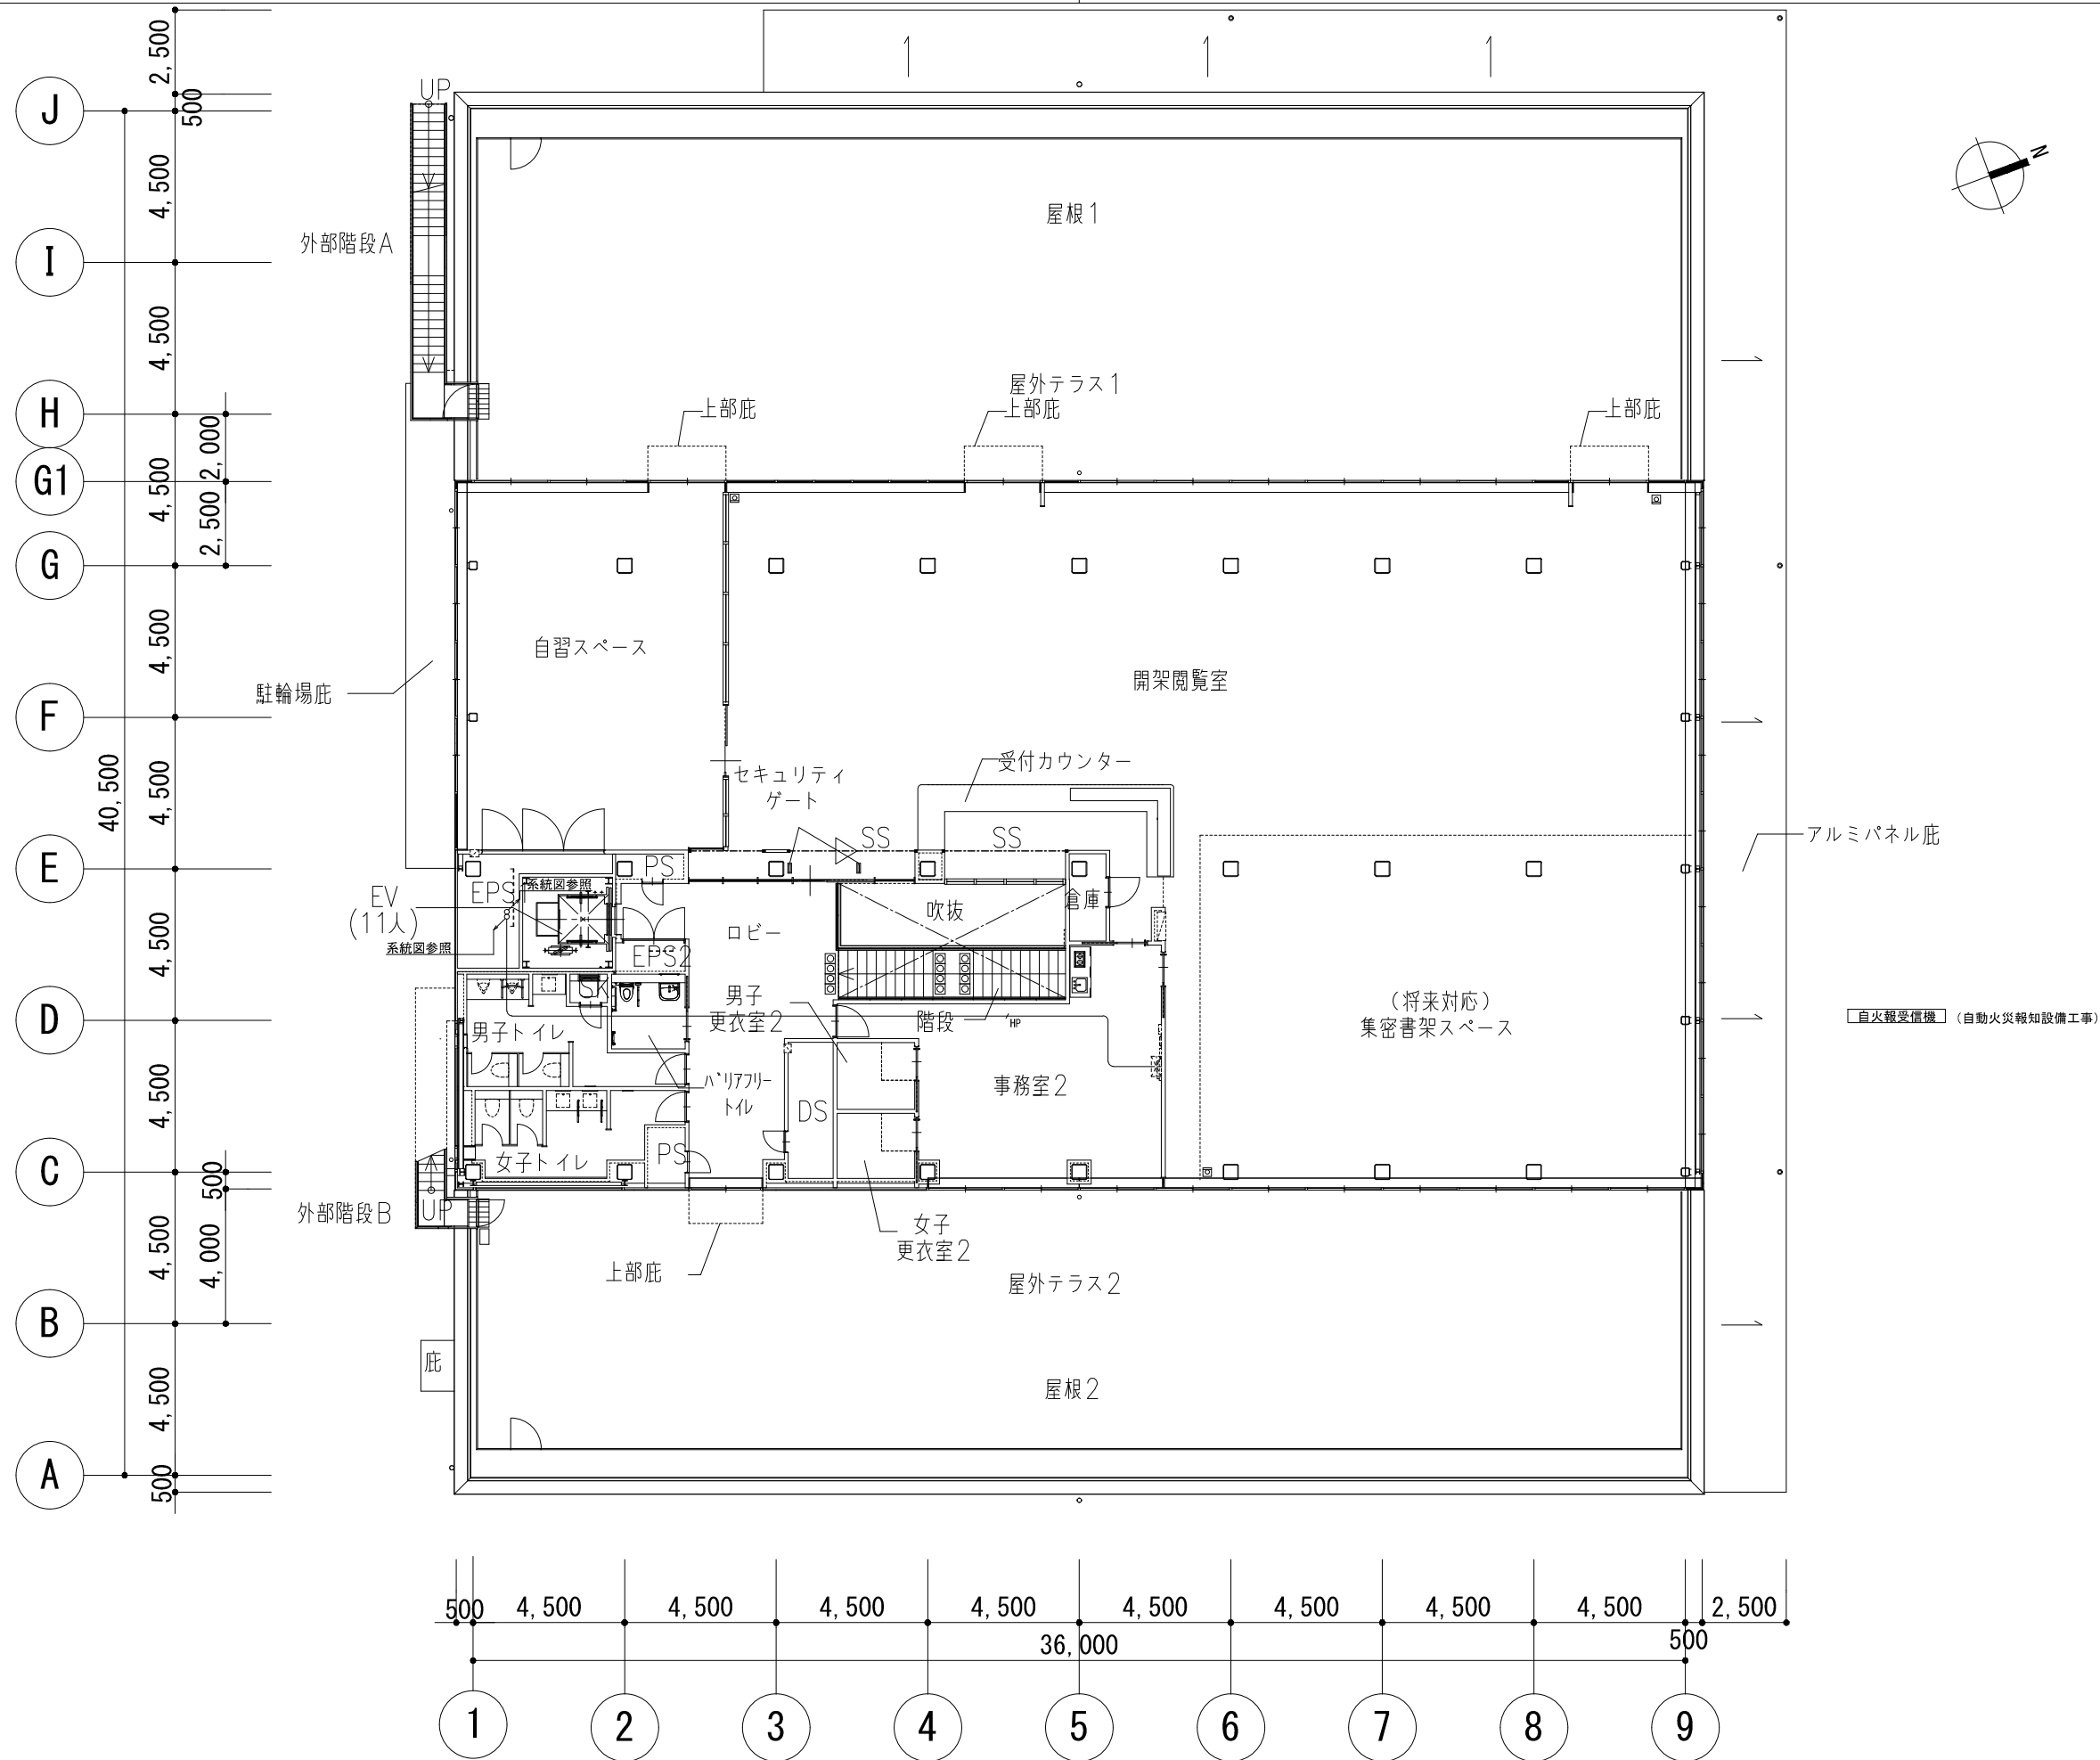 2,500
500
J
UP
1
1
1
N
4,500
屋根1
外部階段A
I
4,500
屋外テラス1
上部庇
上部庇
上部庇
H
2,000
G1
4,500
2,500
G
自習スペース
開架閲覧室
4,500
駐輪場庇
F
受付カウンター
セキュリティ
ゲート
40,500
4,500
SS
SS
アルミパネル庇
E
PS
EPS1
系統図参照
EV
(11人)
倉庫
吹抜
ロビー
4,500
系統図参照
EPS2
SK
男子
更衣室2
(将来対応)
集密書架スペース
D
自火報受信機
(自動火災報知設備工事)
男子トイレ
階段
HP
バリアフリー
トイレ
事務室2
4,500
DS
PS
女子トイレ
C
500
UP
外部階段B
女子
更衣室2
4,500
4,000
上部庇
屋外テラス2
B
庇
屋根2
4,500
A
500
500
4,500
4,500
4,500
4,500
4,500
4,500
4,500
4,500
2,500
36,000
500
1
2
3
4
5
6
7
8
9